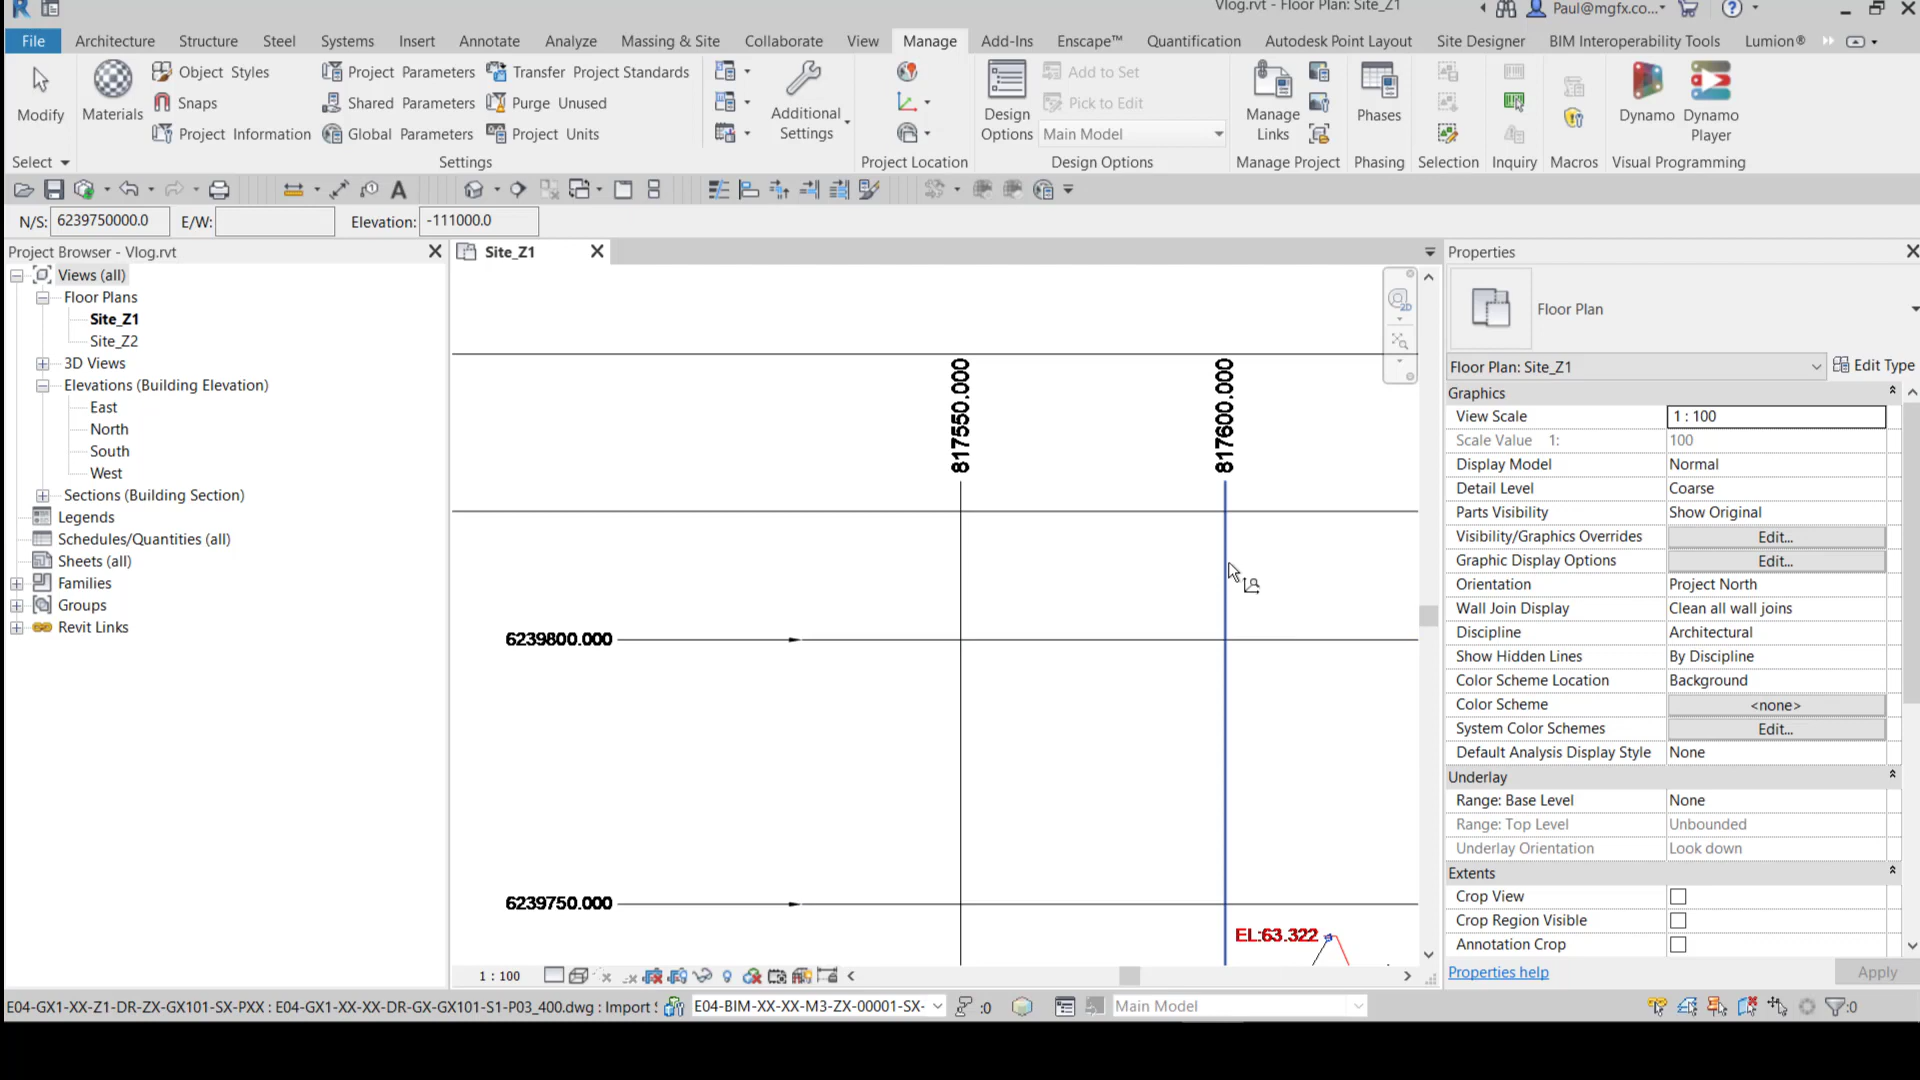 Vlog.rvt - Floor Plan: Site_Z1
Paul@mgfx.co...
File Architecture Structure Steel Systems Insert Annotate Analyze Massing & Site Collaborate View Manage Add-Ins Enscape™ Quantification Autodesk Point Layout Site Designer BIM Interoperability Tools Lumion®
Modify
Materials
Object Styles
Snaps
Project Information
Project Parameters
Shared Parameters
Global Parameters
Transfer Project Standards
Purge Unused
Project Units
Additional
Settings
Design
Options
Add to Set
Pick to Edit
Main Model
Manage
Links
Phases
Dynamo
Dynamo
Player
Select
Settings
Project Location
Design Options
Manage Project
Phasing
Selection
Inquiry
Macros
Visual Programming
N/S: 6239750000.0 E/W: Elevation: -111000.0
Project Browser - Vlog.rvt
Views (all)
Floor Plans
Site_Z1
Site_Z2
3D Views
Elevations (Building Elevation)
East
North
South
West
Sections (Building Section)
Legends
Schedules/Quantities (all)
Sheets (all)
Families
Groups
Revit Links
Site_Z1
2D
817550.000
817600.000
6239800.000
6239750.000
EL:63.322
1 : 100
Properties
Floor Plan
Floor Plan: Site_Z1
Edit Type
Graphics
View Scale 1 : 100
Scale Value 1: 100
Display Model Normal
Detail Level Coarse
Parts Visibility Show Original
Visibility/Graphics Overrides Edit...
Graphic Display Options Edit...
Orientation Project North
Wall Join Display Clean all wall joins
Discipline Architectural
Show Hidden Lines By Discipline
Color Scheme Location Background
Color Scheme <none>
System Color Schemes Edit...
Default Analysis Display Style None
Underlay
Range: Base Level None
Range: Top Level Unbounded
Underlay Orientation Look down
Extents
Crop View
Crop Region Visible
Annotation Crop
Properties help
Apply
E04-GX1-XX-Z1-DR-ZX-GX101-SX-PXX : E04-GX1-XX-XX-DR-GX-GX101-S1-P03_400.dwg : Import S
E04-BIM-XX-XX-M3-ZX-00001-SX-
:0
Main Model
:0